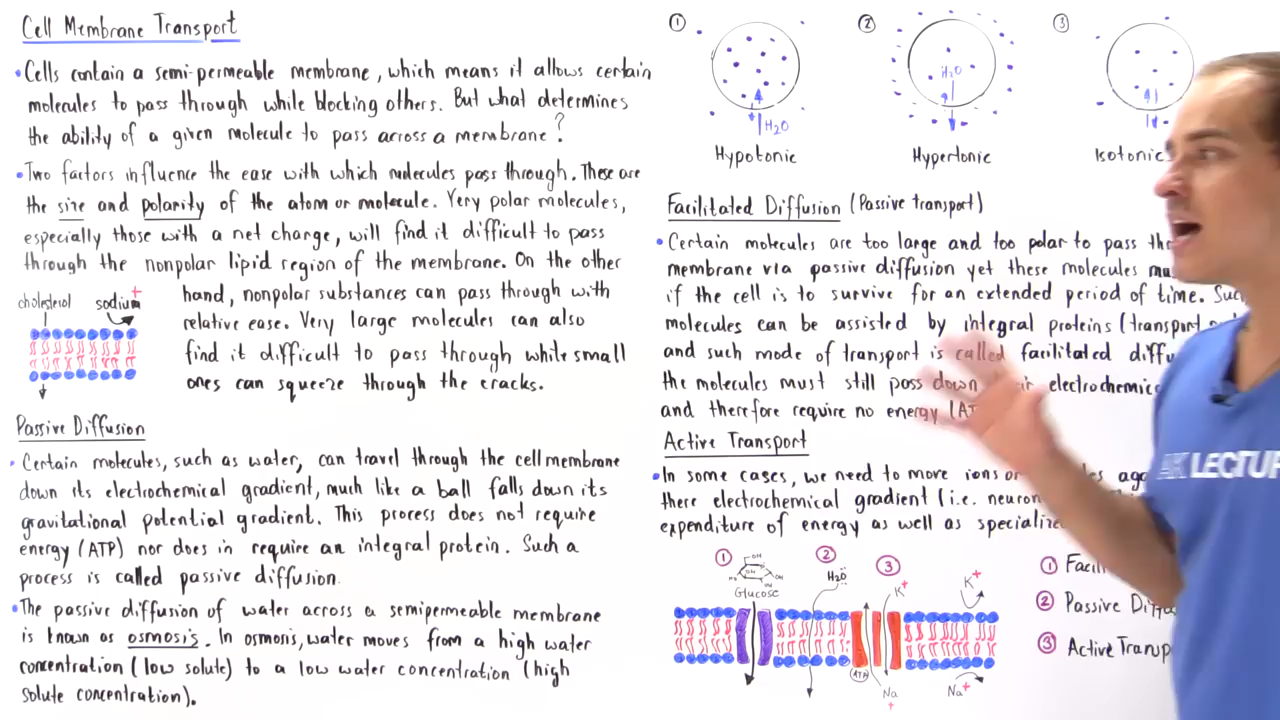 Cell Membrane Transport
• Cells contain a semi-permeable membrane, which means it allows certain
molecules to pass through while blocking others. But what determines
the ability of a given molecule to pass across a membrane?
• Two factors influence the ease with which molecules pass through. These are
the size and polarity of the atom or molecule. Very polar molecules,
especially those with a net charge, will find it difficult to pass
through the nonpolar lipid region of the membrane. On the other
hand, nonpolar substances can pass through with
relative ease. Very large molecules can also
find it difficult to pass through while small
ones can squeeze through the cracks.
cholesterol sodium +
Passive Diffusion
• Certain molecules, such as water, can travel through the cell membrane
down its electrochemical gradient, much like a ball falls down its
gravitational potential gradient. This process does not require
energy (ATP) nor does in require an integral protein. Such a
process is called passive diffusion.
• The passive diffusion of water across a semipermeable membrane
is known as osmosis. In osmosis, water moves from a high water
concentration (low solute) to a low water concentration (high
solute concentration).
1 2 3
H2O H2O
Hypotonic Hypertonic Isotonic
Facilitated Diffusion (Passive transport)
• Certain molecules are too large and too polar to pass
membrane via passive diffusion yet these molecules
if the cell is to survive for an extended period of time. Such
molecules can be assisted by integral proteins (transport
and such mode of transport is called facilitated
the molecules must still pass down
and therefore require no energy
Active Transport
• In some cases, we need to more ions or
there electrochemical gradient (i.e. neuron
expenditure of energy as well as
1 2 3
OH OH OH OH HO
Glucose
H2O
K+
K+
ATP
Na+
Na+
1
2 Passive
3 Active
LECTUR